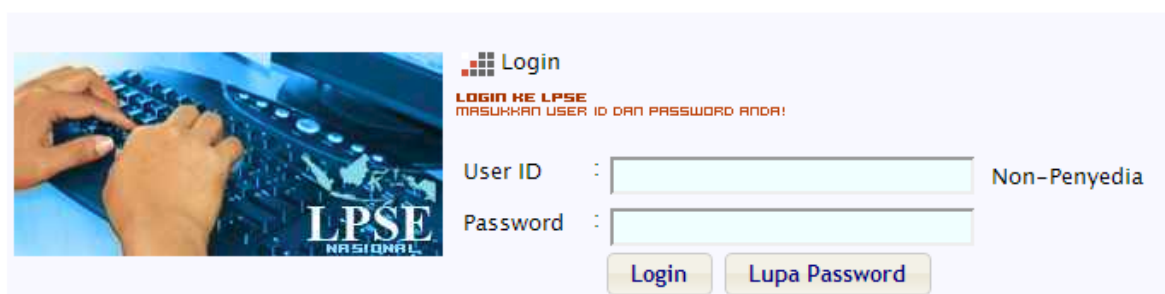 Login
LOGIN KE LPSE
MASUKKAN USER ID DAN PASSWORD ANDA!
User ID :
Non-Penyedia
Password :
Login
Lupa Password
LPSE
NASIONAL